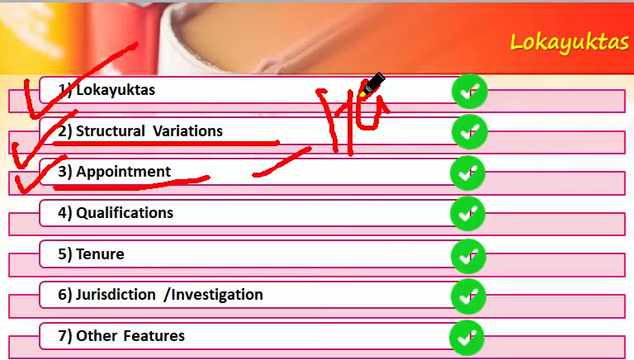 Lokayuktas
1) Lokayuktas
2) Structural Variations
3) Appointment
4) Qualifications
5) Tenure
6) Jurisdiction /Investigation
7) Other Features